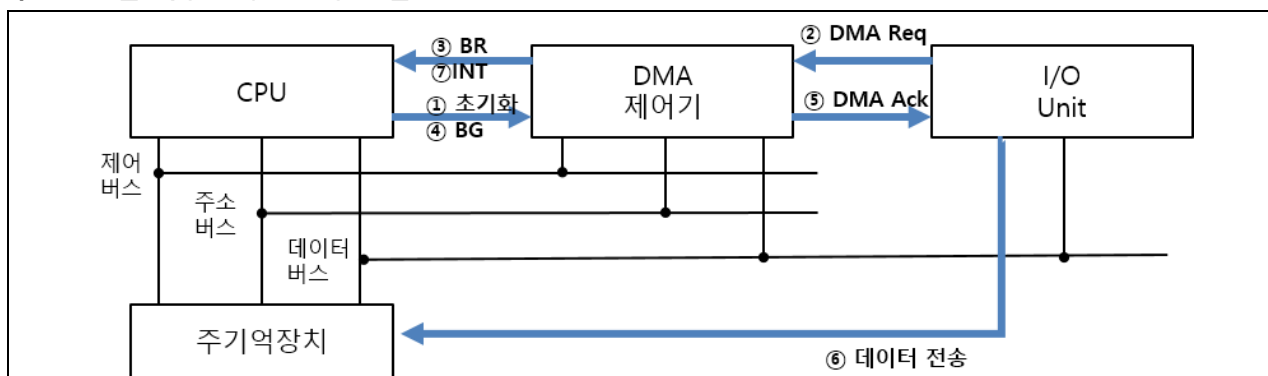 ③ BR
⑦INT
② DMA Req
CPU
DMA
제어기
I/O
Unit
① 초기화
④ BG
⑤ DMA Ack
제어
버스
주소
버스
데이터
버스
주기억장치
⑥ 데이터 전송